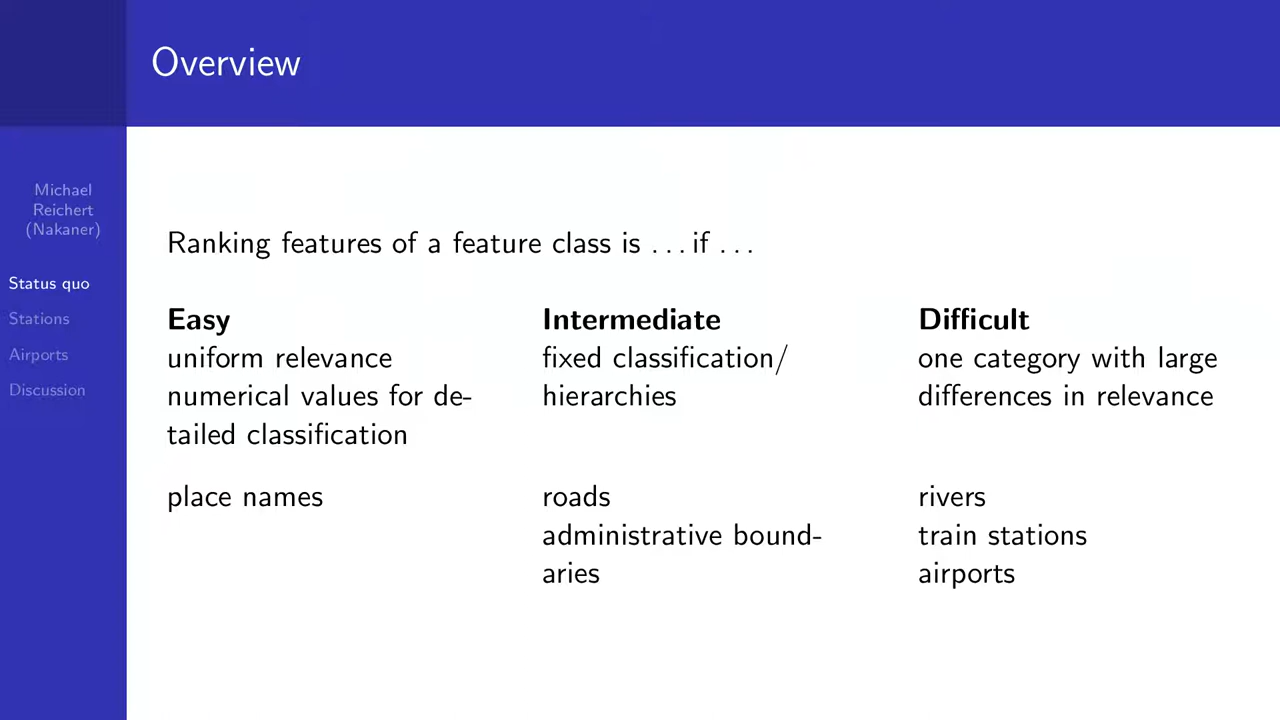 Overview
Michael
Reichert
(Nakaner)
Status quo
Stations
Airports
Discussion
Ranking features of a feature class is ... if ...
Easy
uniform relevance
numerical values for de-
tailed classification
place names
Intermediate
fixed classification/
hierarchies
roads
administrative bound-
aries
Difficult
one category with large
differences in relevance
rivers
train stations
airports